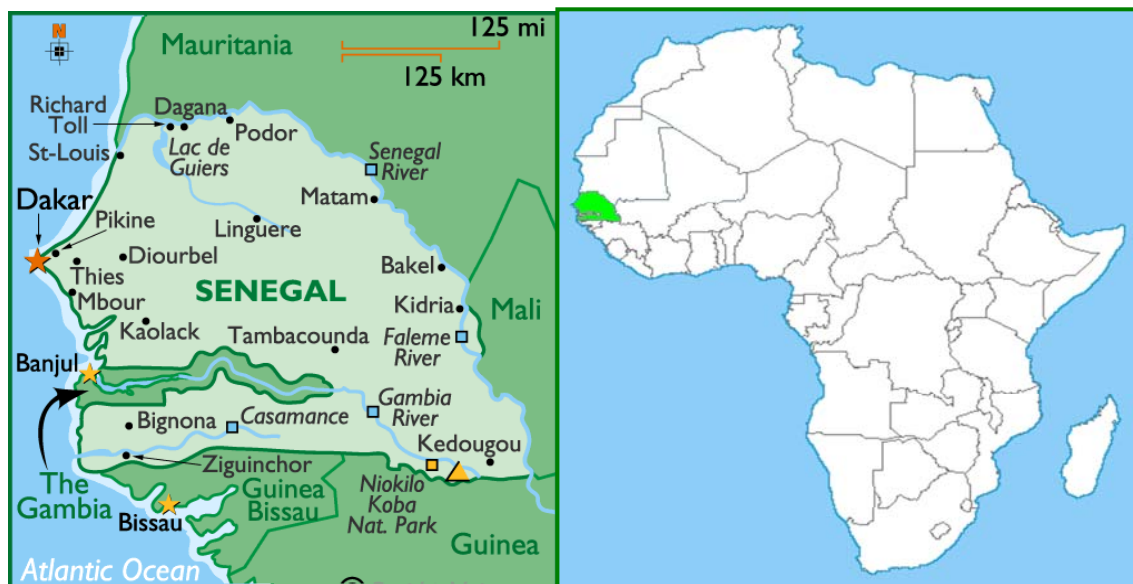 N
Mauritania
125 mi
125 km
Richard
Toll
Dagana
Podor
Lac de
Guiers
St-Louis
Senegal
River
Matam
Dakar
Pikine
Linguere
Diourbel
Thies
Bakel
SENEGAL
Mbour
Kidria
Mali
Kaolack
Tambacounda
Faleme
River
Banjul
Gambia
River
Bignona
Casamance
Kedougou
Ziguinchor
The
Gambia
Guinea
Bissau
Niokilo
Koba
Nat. Park
Bissau
Guinea
Atlantic Ocean